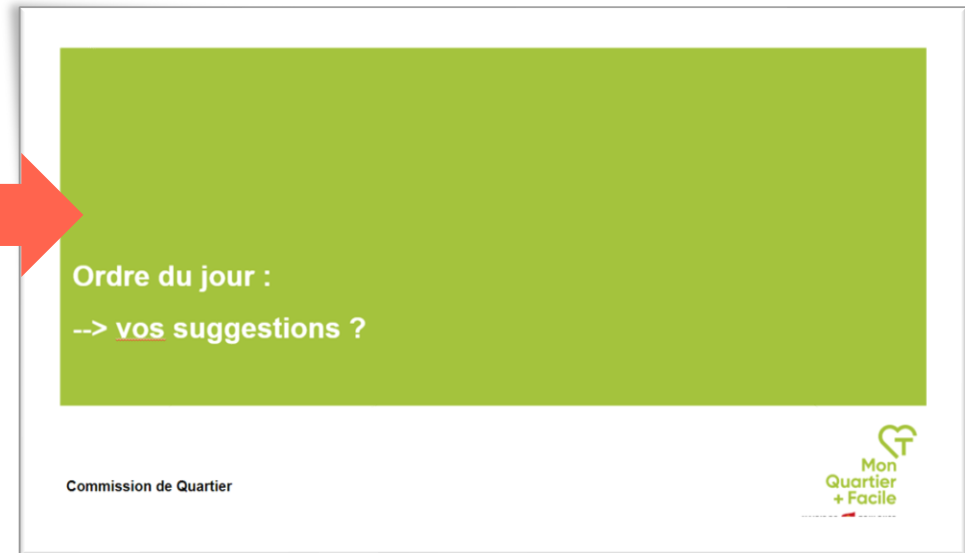 Ordre du jour :
--> vos suggestions ?
Commission de Quartier
Mon
Quartier
+ Facile